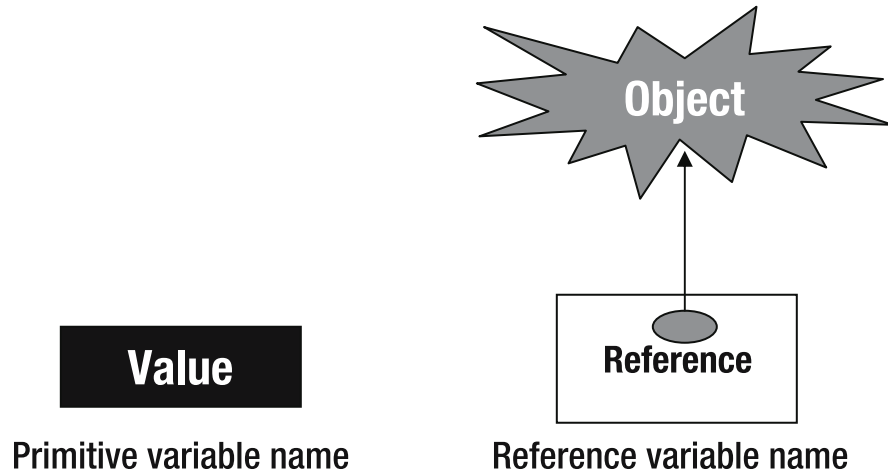 Object
Reference
Value
Primitive variable name
Reference variable name